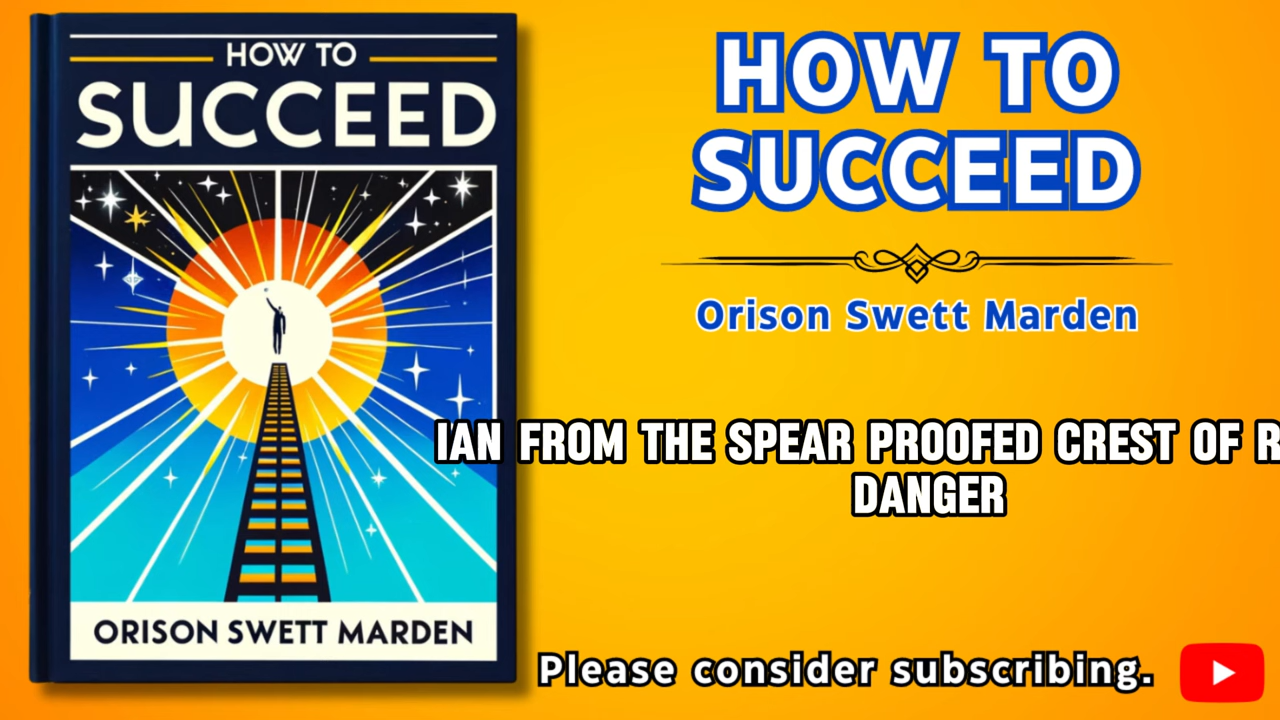 HOW TO
SUCCEED
ORISON SWETT MARDEN
HOW TO
SUCCEED
Orison Swett Marden
IAN FROM THE SPEAR PROOFED CREST OF R
DANGER
Please consider subscribing.